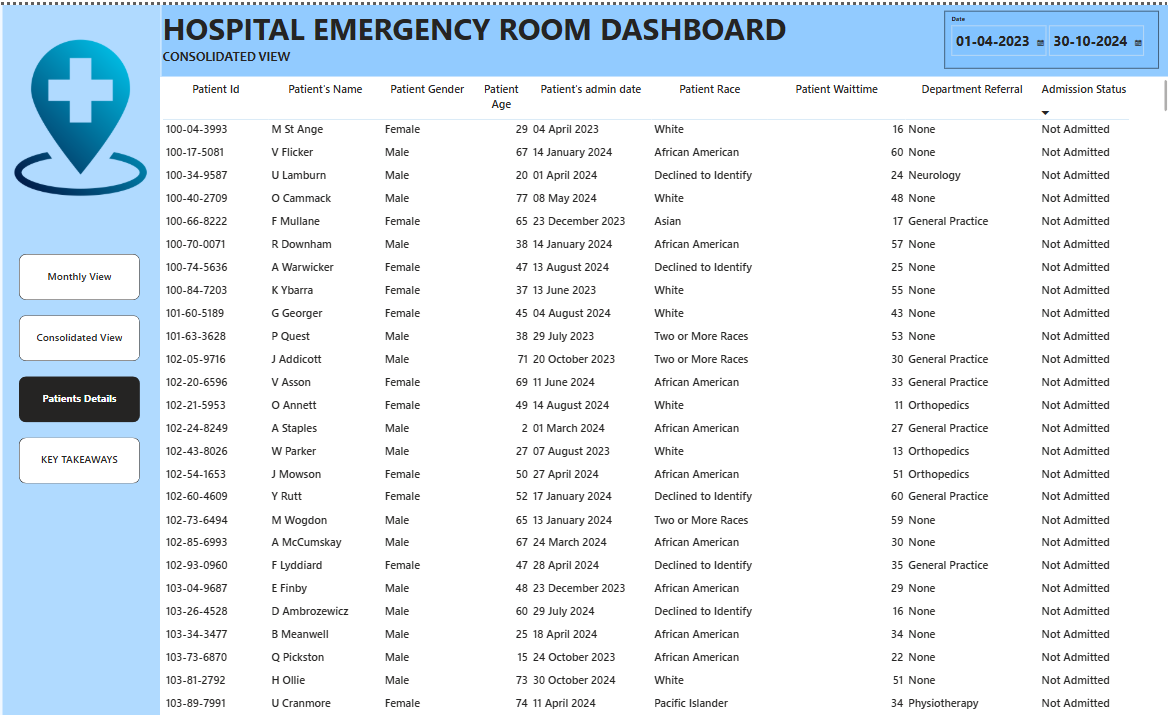 HOSPITAL EMERGENCY ROOM DASHBOARD
CONSOLIDATED VIEW
Date
01-04-2023 30-10-2024
Monthly View
Consolidated View
Patients Details
KEY TAKEAWAYS
Patient Id Patient's Name Patient Gender Patient Age Patient's admin date Patient Race Patient Waittime Department Referral Admission Status
100-04-3993 M St Ange Female 29 04 April 2023 White 16 None Not Admitted
100-17-5081 V Flicker Male 67 14 January 2024 African American 60 None Not Admitted
100-34-9587 U Lamburn Male 20 01 April 2024 Declined to Identify 24 Neurology Not Admitted
100-40-2709 O Cammack Male 77 08 May 2024 White 48 None Not Admitted
100-66-8222 F Mullane Female 65 23 December 2023 Asian 17 General Practice Not Admitted
100-70-0071 R Downham Male 38 14 January 2024 African American 57 None Not Admitted
100-74-5636 A Warwicker Female 47 13 August 2024 Declined to Identify 25 None Not Admitted
100-84-7203 K Ybarra Female 37 13 June 2023 White 55 None Not Admitted
101-60-5189 G Georger Female 45 04 August 2024 White 43 None Not Admitted
101-63-3628 P Quest Male 38 29 July 2023 Two or More Races 53 None Not Admitted
102-05-9716 J Addicott Male 71 20 October 2023 Two or More Races 30 General Practice Not Admitted
102-20-6596 V Asson Female 69 11 June 2024 African American 33 General Practice Not Admitted
102-21-5953 O Annett Female 49 14 August 2024 White 11 Orthopedics Not Admitted
102-24-8249 A Staples Male 2 01 March 2024 African American 27 General Practice Not Admitted
102-43-8026 W Parker Male 27 07 August 2023 White 13 Orthopedics Not Admitted
102-54-1653 J Mowson Female 50 27 April 2024 African American 51 Orthopedics Not Admitted
102-60-4609 Y Rutt Female 52 17 January 2024 Declined to Identify 60 General Practice Not Admitted
102-73-6494 M Wogdon Male 65 13 January 2024 Two or More Races 59 None Not Admitted
102-85-6993 A McCumskay Male 67 24 March 2024 African American 30 None Not Admitted
102-93-0960 F Lyddiard Female 47 28 April 2024 Declined to Identify 35 General Practice Not Admitted
103-04-9687 E Finby Male 48 23 December 2023 African American 29 None Not Admitted
103-26-4528 D Ambrozewicz Male 60 29 July 2024 Declined to Identify 16 None Not Admitted
103-34-3477 B Meanwell Male 25 18 April 2024 African American 34 None Not Admitted
103-73-6870 Q Pickston Male 15 24 October 2023 African American 22 None Not Admitted
103-81-2792 H Ollie Male 73 30 October 2024 White 51 None Not Admitted
103-89-7991 U Cranmore Female 74 11 April 2024 Pacific Islander 34 Physiotherapy Not Admitted